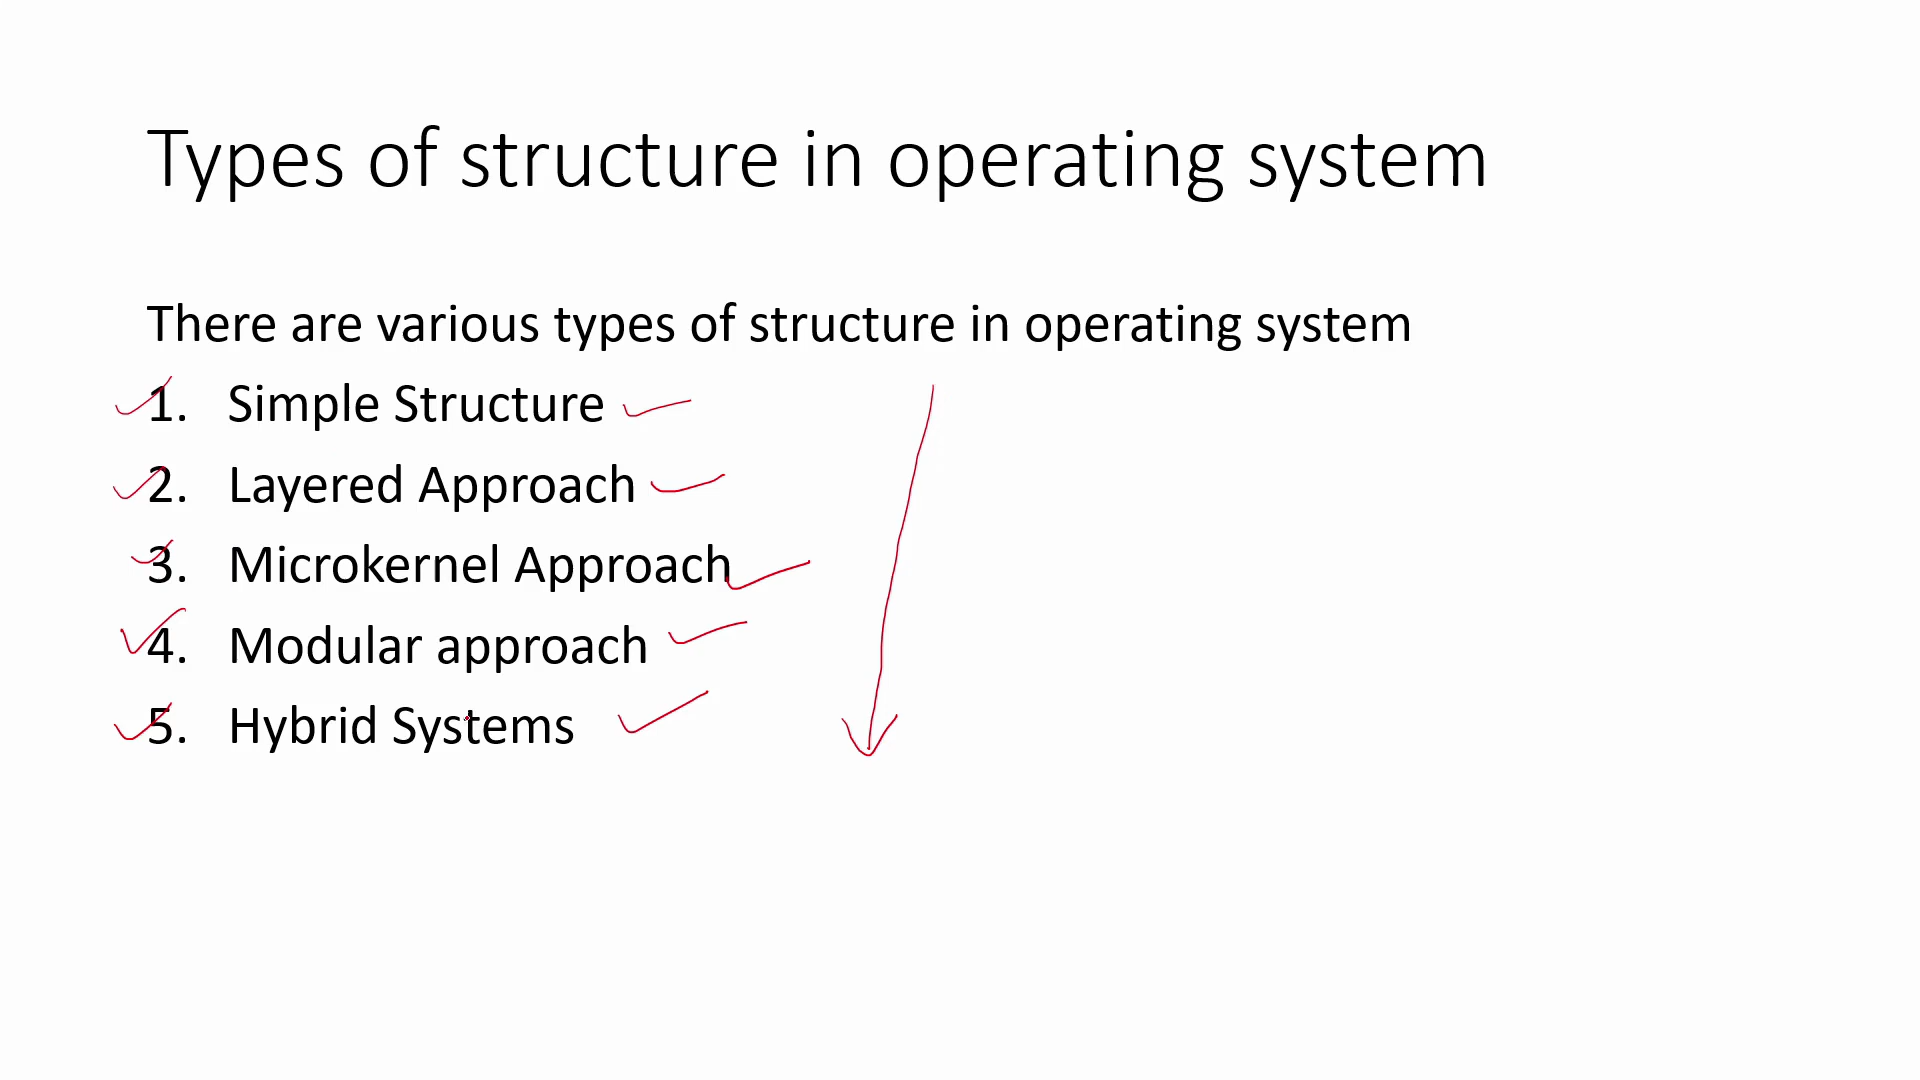 Types of structure in operating system
There are various types of structure in operating system
1. Simple Structure
2. Layered Approach
3. Microkernel Approach
4. Modular approach
5. Hybrid Systems